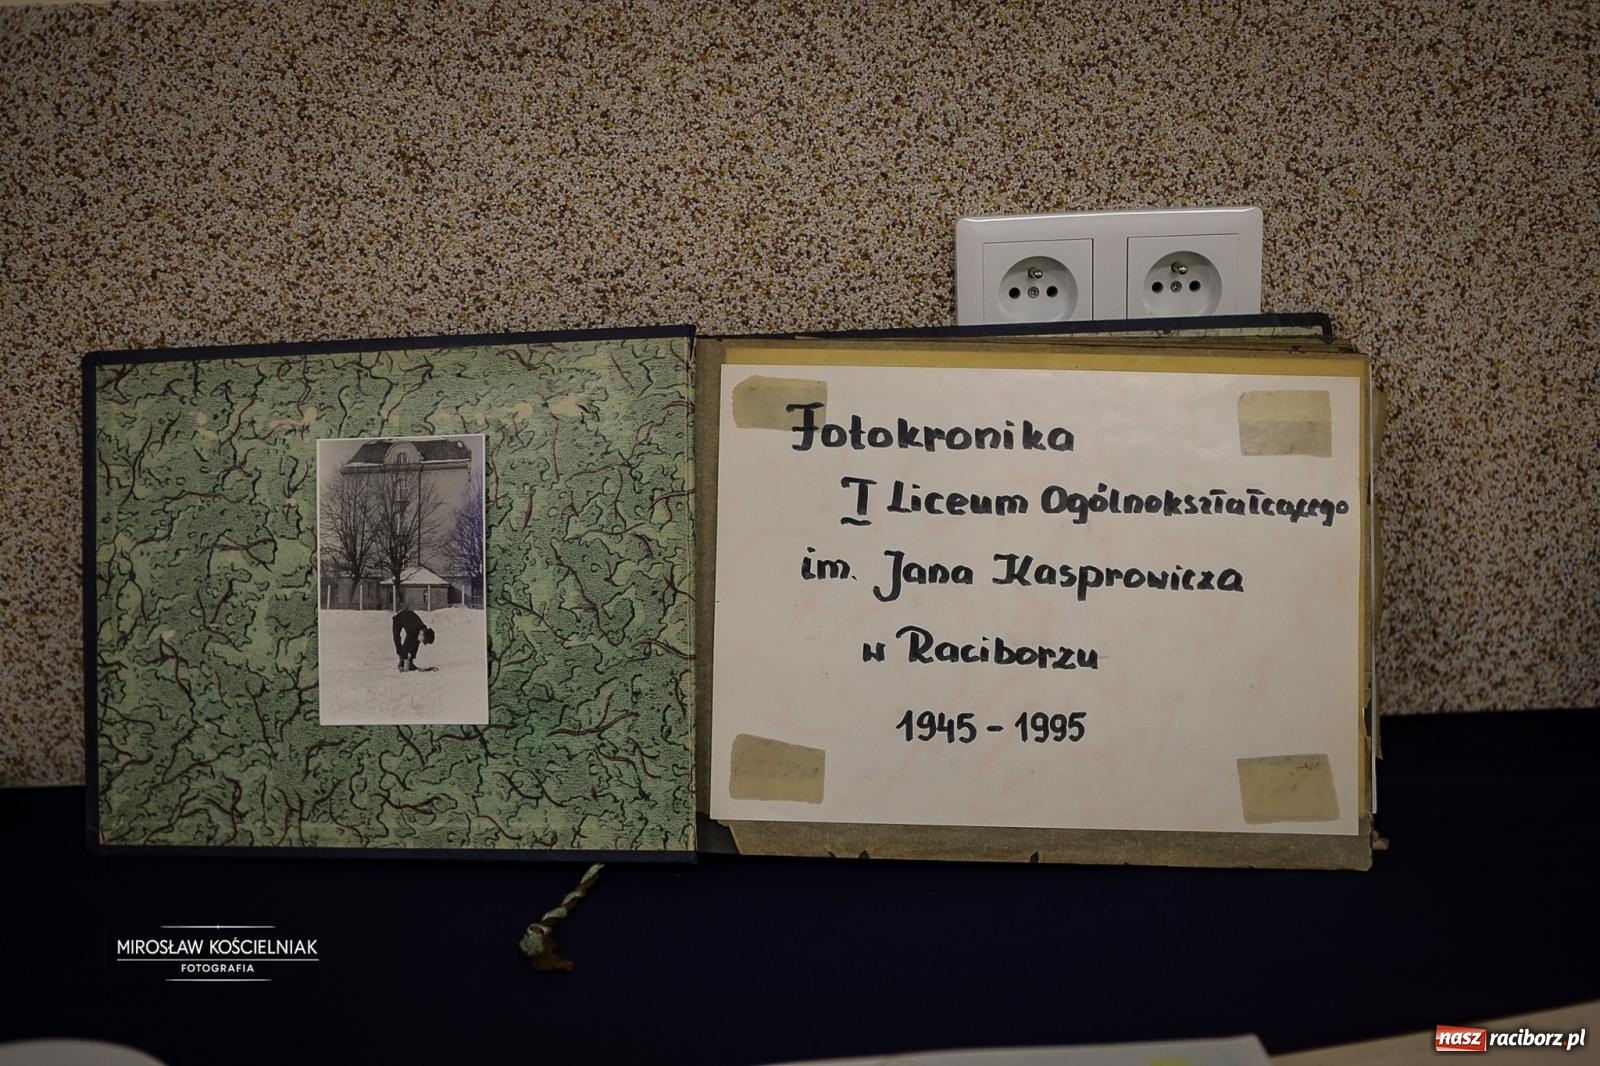 Fotokronika
I Liceum Ogólnokształcącego
im. Jana Kasprowicza
w Raciborzu
1945 - 1995
MIROSŁAW KOŚCIELNIAK
FOTOGRAFIA
nasz raciborz.pl